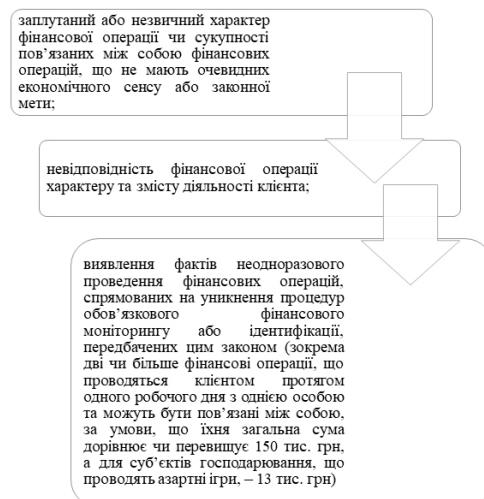 заплутаний або незвичний характер
фінансової операції чи сукупності
пов’язаних між собою фінансових
операцій, що не мають очевидних
економічного сенсу або законної
мети;
невідповідність фінансової операції
характеру та змісту діяльності клієнта;
виявлення фактів неодноразового
проведення фінансових операцій,
спрямованих на уникнення процедур
обов’язкового фінансового
моніторингу або ідентифікації,
передбачених цим законом (зокрема
дві чи більше фінансові операції, що
проводяться клієнтом протягом
одного робочого дня з однією особою
та можуть бути пов’язані між собою,
за умови, що їхня загальна сума
дорівнює чи перевищує 150 тис. грн,
а для суб’єктів господарювання, що
проводять азартні ігри, – 13 тис. грн)